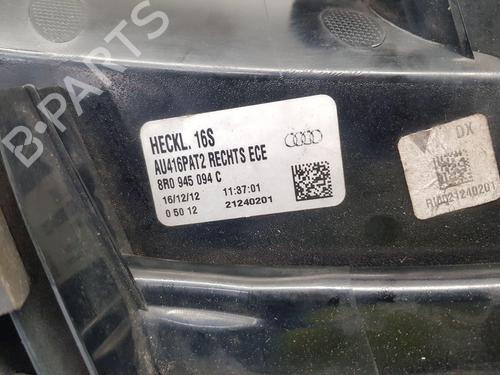 B-PARTS
HECKL. 16S
AU416PAT2 RECHTS ECE
8R0 945 094 C
16/12/12 11:37:01
0 50 12 21240201
DX